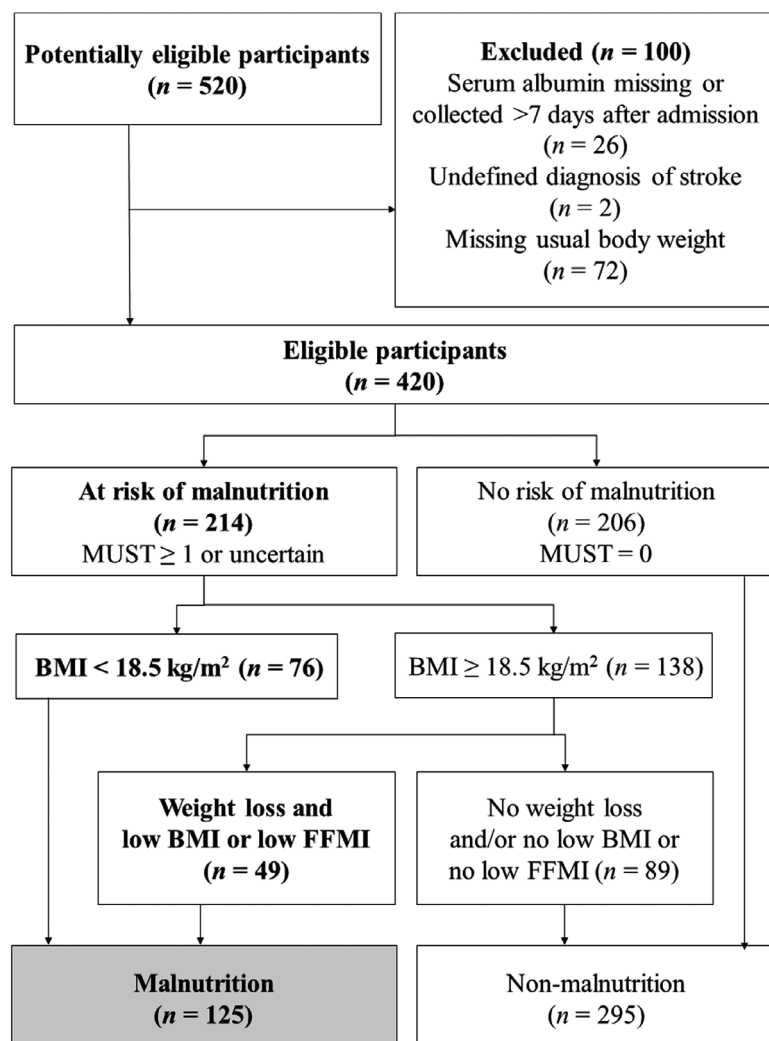 Potentially eligible participants
(n = 520)
Excluded (n = 100)
Serum albumin missing or
collected >7 days after admission
(n = 26)
Undefined diagnosis of stroke
(n = 2)
Missing usual body weight
(n = 72)
Eligible participants
(n = 420)
At risk of malnutrition
(n = 214)
MUST ≥ 1 or uncertain
No risk of malnutrition
(n = 206)
MUST = 0
BMI < 18.5 kg/m² (n = 76)
BMI ≥ 18.5 kg/m² (n = 138)
Weight loss and
low BMI or low FFMI
(n = 49)
No weight loss
and/or no low BMI or
no low FFMI (n = 89)
Malnutrition
(n = 125)
Non-malnutrition
(n = 295)